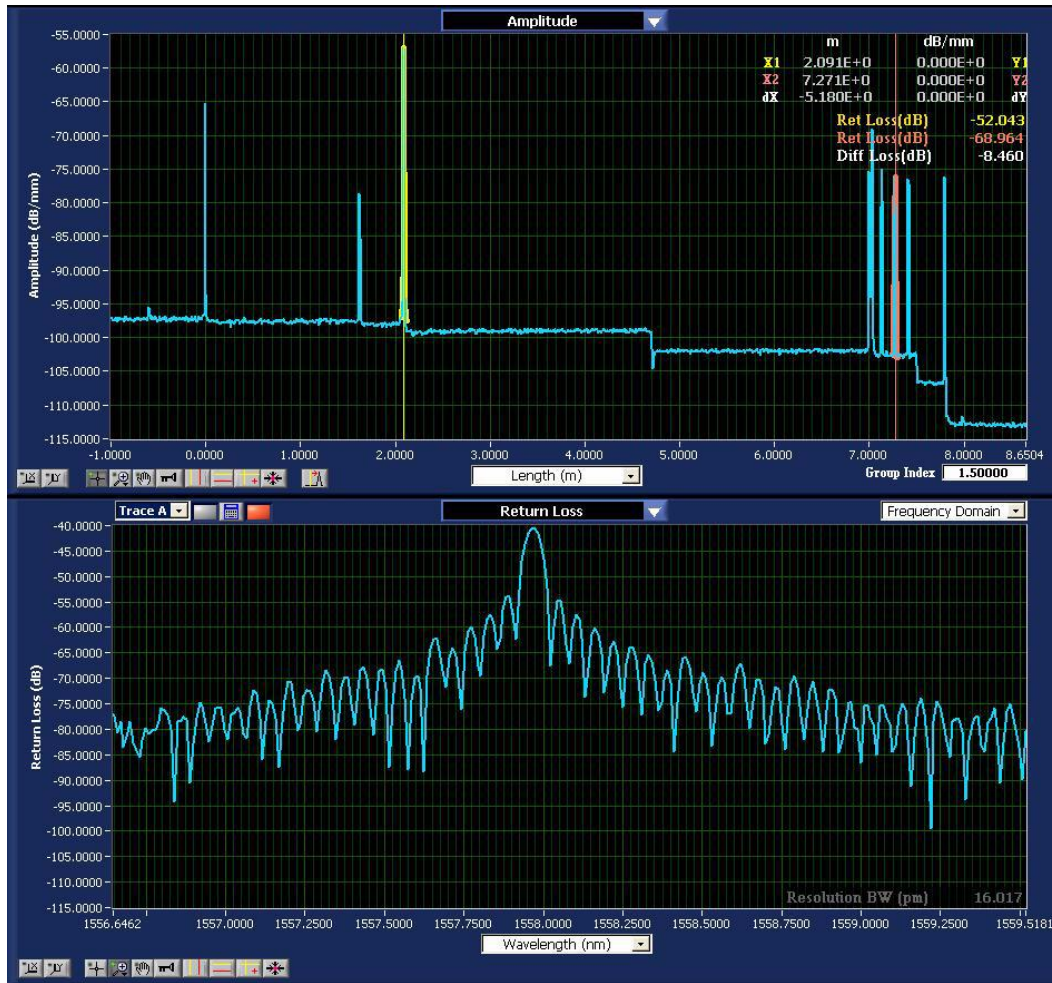 Amplitude
m dB/mm
X1 2.091E+0 0.000E+0 Y1
X2 7.271E+0 0.000E+0 Y2
dX -5.180E+0 0.000E+0 dY
Ret Loss(dB) -52.043
Ret Loss(dB) -68.964
Diff Loss(dB) -8.460
Amplitude (dB/mm)
-55.0000
-60.0000
-65.0000
-70.0000
-75.0000
-80.0000
-85.0000
-90.0000
-95.0000
-100.0000
-105.0000
-110.0000
-115.0000
-1.0000 0.0000 1.0000 2.0000 3.0000 4.0000 5.0000 6.0000 7.0000 8.0000 8.6504
Length (m)
Group Index 1.50000
Trace A
Return Loss
Frequency Domain
Return Loss (dB)
-40.0000
-45.0000
-50.0000
-55.0000
-60.0000
-65.0000
-70.0000
-75.0000
-80.0000
-85.0000
-90.0000
-95.0000
-100.0000
-105.0000
-110.0000
-115.0000
Resolution BW (pm) 16.017
1556.6462 1557.0000 1557.2500 1557.5000 1557.7500 1558.0000 1558.2500 1558.5000 1558.7500 1559.0000 1559.2500 1559.5181
Wavelength (nm)